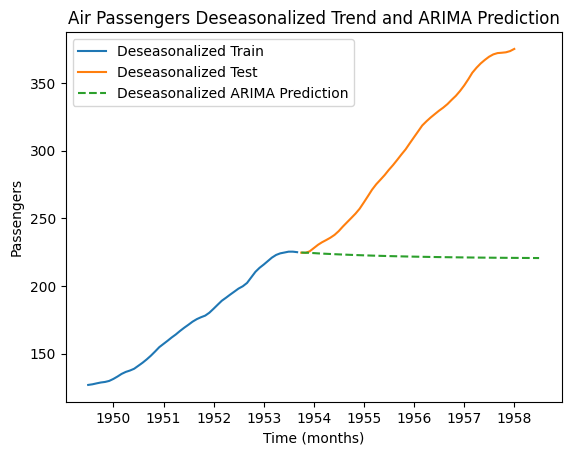 Air Passengers Deseasonalized Trend and ARIMA Prediction
Deseasonalized Train
Deseasonalized Test
Deseasonalized ARIMA Prediction
Passengers
350
300
250
200
150
1950 1951 1952 1953 1954 1955 1956 1957 1958
Time (months)